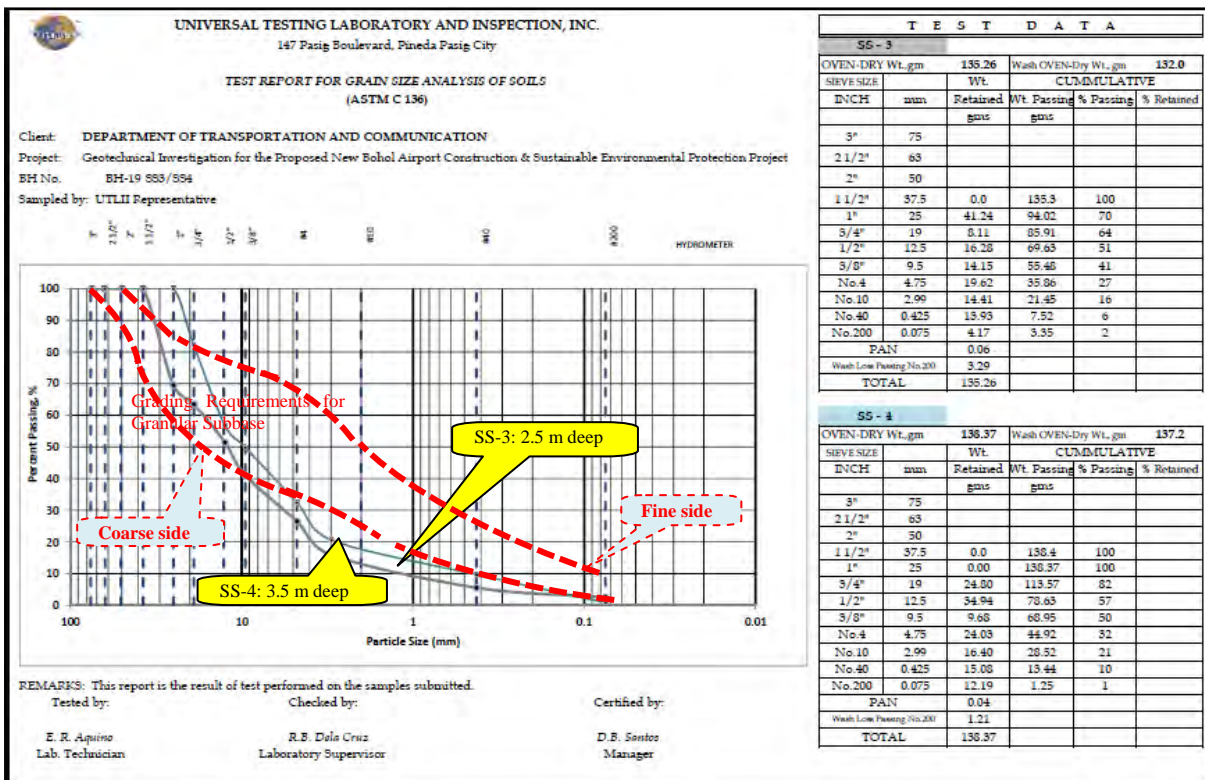 UNIVERSAL TESTING LABORATORY AND INSPECTION, INC.
147 Pasig Boulevard, Pineda Pasig City
TEST REPORT FOR GRAIN SIZE ANALYSIS OF SOILS
(ASTM C 136)
Client: DEPARTMENT OF TRANSPORTATION AND COMMUNICATION
Project: Geotechnical Investigation for the Proposed New Bohol Airport Construction & Sustainable Environmental Protection Project
BH No. BH-19 SS3/SS4
Sampled by: UTLII Representative
3" 2 1/2" 2" 1 1/2" 1" 3/4" 1/2" 3/8" #4 #10 #40 #200 HYDROMETER
Percent Passing, %
100
90
80
70
60
50
40
30
20
10
0
Grading Requirements for
Granular Subbase
SS-3: 2.5 m deep
Fine side
Coarse side
SS-4: 3.5 m deep
100 10 1 0.1 0.01
Particle Size (mm)
REMARKS: This report is the result of test performed on the samples submitted.
Tested by: Checked by: Certified by:
E. R. Aquino R.B. Dela Cruz D.B. Santos
Lab. Technician Laboratory Supervisor Manager
T E S T D A T A
SS - 3
OVEN-DRY Wt.,gm 135.26 Wash OVEN-Dry Wt., gm 132.0
SIEVE SIZE Wt. CUMMULATIVE
INCH mm Retained Wt. Passing % Passing % Retained
gms gms
3" 75
2 1/2" 63
2" 50
1 1/2" 37.5 0.0 135.3 100
1" 25 41.24 94.02 70
3/4" 19 8.11 85.91 64
1/2" 12.5 16.28 69.63 51
3/8" 9.5 14.15 55.48 41
No.4 4.75 19.62 35.86 27
No.10 2.99 14.41 21.45 16
No.40 0.425 13.93 7.52 6
No.200 0.075 4.17 3.35 2
PAN 0.06
Wash Loss Passing No.200 3.29
TOTAL 135.26
SS - 4
OVEN-DRY Wt.,gm 138.37 Wash OVEN-Dry Wt., gm 137.2
SIEVE SIZE Wt. CUMMULATIVE
INCH mm Retained Wt. Passing % Passing % Retained
gms gms
3" 75
2 1/2" 63
2" 50
1 1/2" 37.5 0.0 138.4 100
1" 25 0.00 138.37 100
3/4" 19 24.80 113.57 82
1/2" 12.5 34.94 78.63 57
3/8" 9.5 9.68 68.95 50
No.4 4.75 24.03 44.92 32
No.10 2.99 16.40 28.52 21
No.40 0.425 15.08 13.44 10
No.200 0.075 12.19 1.25 1
PAN 0.04
Wash Loss Passing No.200 1.21
TOTAL 138.37